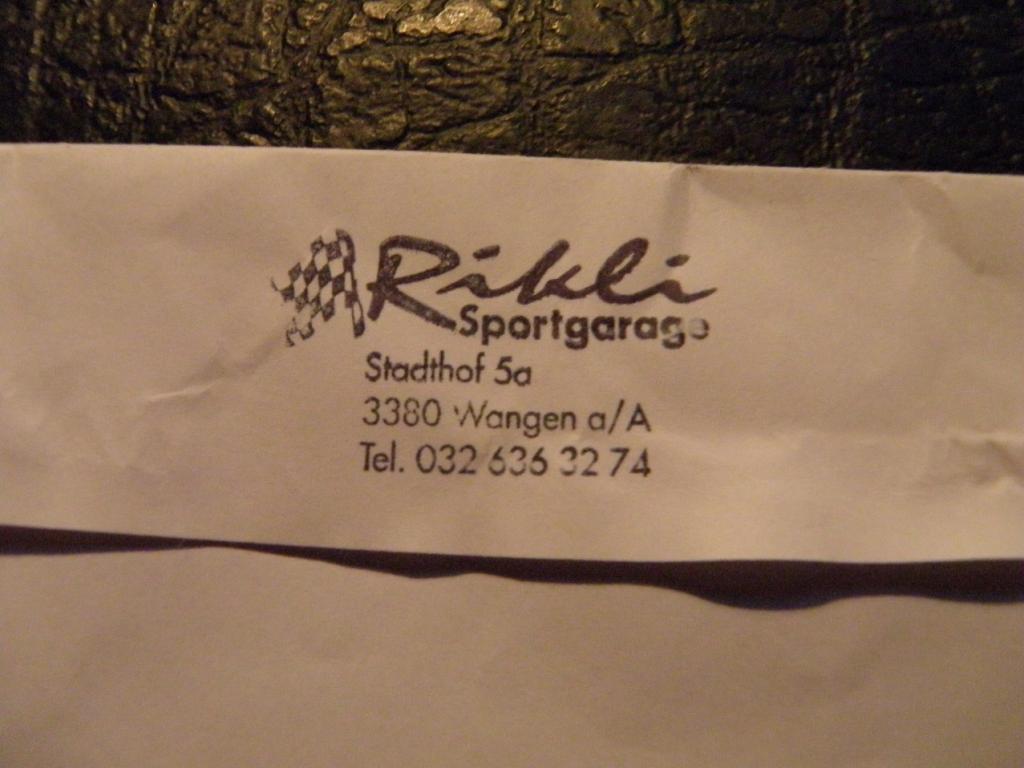 Rikli
Sportgarage
Stadthof 5a
3380 Wangen a/A
Tel. 032 636 32 74